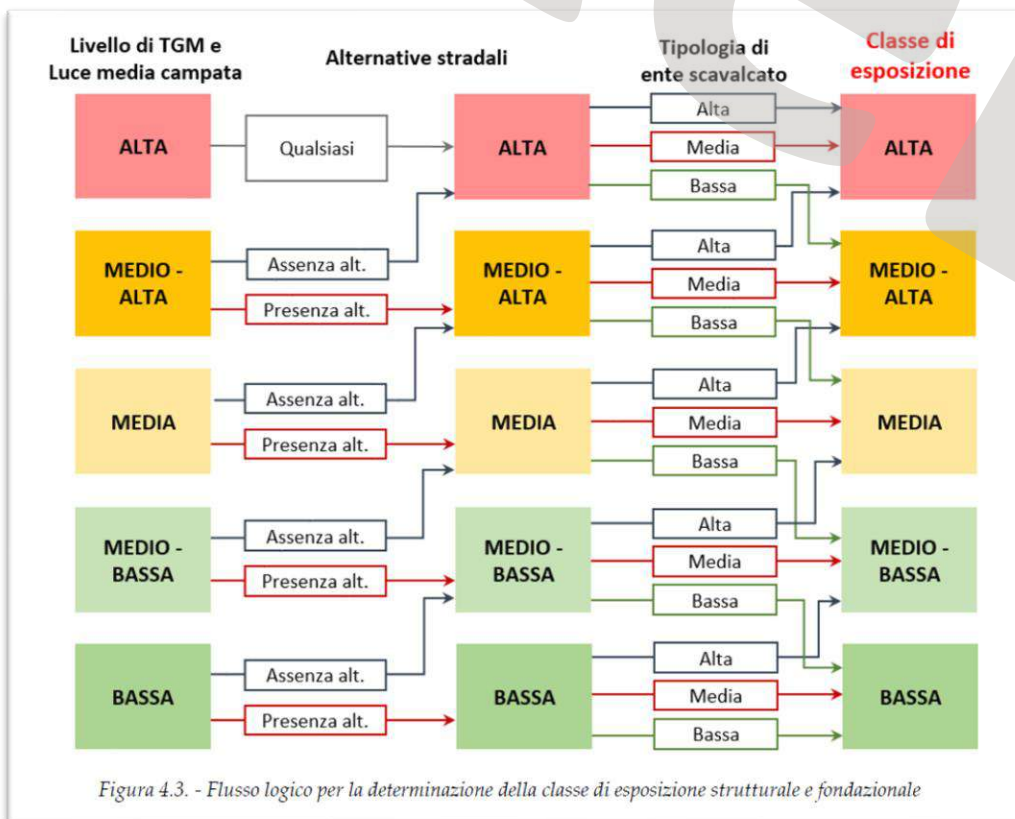 Livello di TGM e
Luce media campata
Alternative stradali
Tipologia di
ente scavalcato
Classe di
esposizione
ALTA
Qualsiasi
ALTA
Alta
Media
Bassa
ALTA
MEDIO -
ALTA
Assenza alt.
Presenza alt.
MEDIO -
ALTA
Alta
Media
Bassa
MEDIO -
ALTA
MEDIA
Assenza alt.
Presenza alt.
MEDIA
Alta
Media
Bassa
MEDIA
MEDIO -
BASSA
Assenza alt.
Presenza alt.
MEDIO -
BASSA
Alta
Media
Bassa
MEDIO -
BASSA
BASSA
Assenza alt.
Presenza alt.
BASSA
Alta
Media
Bassa
BASSA
Figura 4.3. - Flusso logico per la determinazione della classe di esposizione strutturale e fondazionale